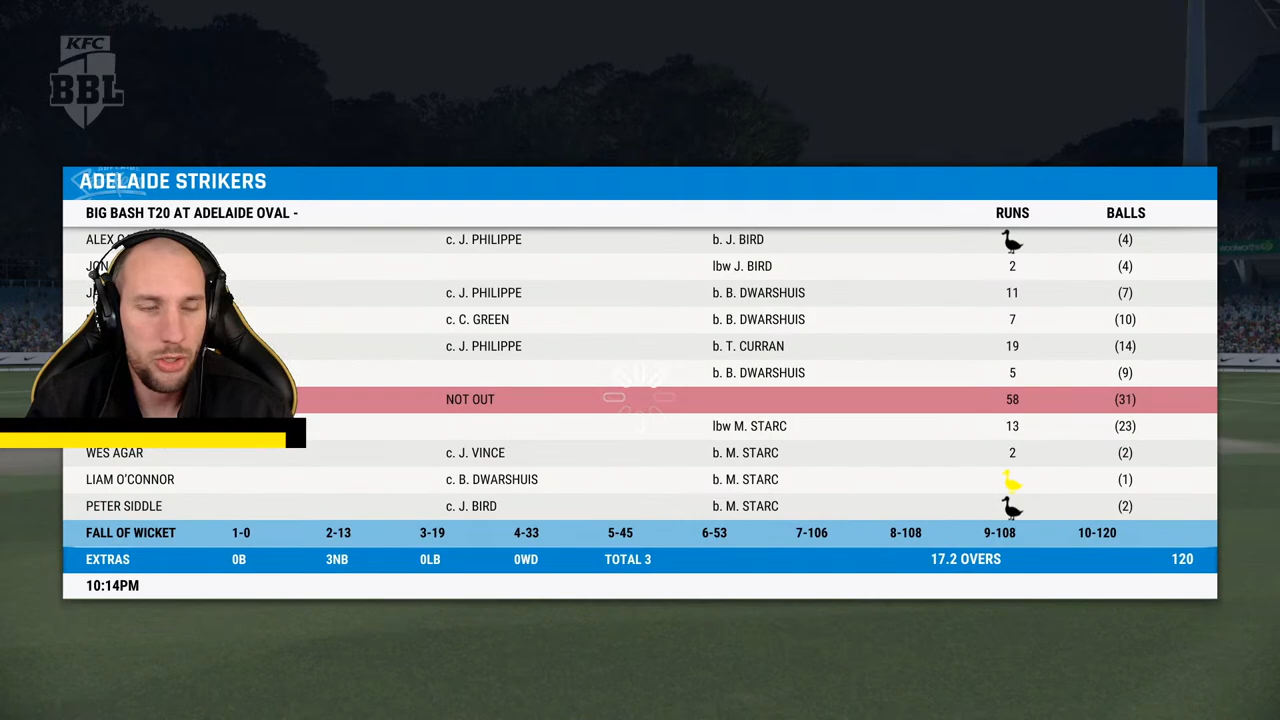 KFC
BBL
ADELAIDE STRIKERS
BIG BASH T20 AT ADELAIDE OVAL - RUNS BALLS
ALEX c. J. PHILIPPE b. J. BIRD (4)
JON lbw J. BIRD 2 (4)
c. J. PHILIPPE b. B. DWARSHUIS 11 (7)
c. C. GREEN b. B. DWARSHUIS 7 (10)
c. J. PHILIPPE b. T. CURRAN 19 (14)
b. B. DWARSHUIS 5 (9)
NOT OUT 58 (31)
lbw M. STARC 13 (23)
WES AGAR c. J. VINCE b. M. STARC 2 (2)
LIAM O'CONNOR c. B. DWARSHUIS b. M. STARC (1)
PETER SIDDLE c. J. BIRD b. M. STARC (2)
FALL OF WICKET 1-0 2-13 3-19 4-33 5-45 6-53 7-106 8-108 9-108 10-120
EXTRAS 0B 3NB 0LB 0WD TOTAL 3 17.2 OVERS 120
10:14PM